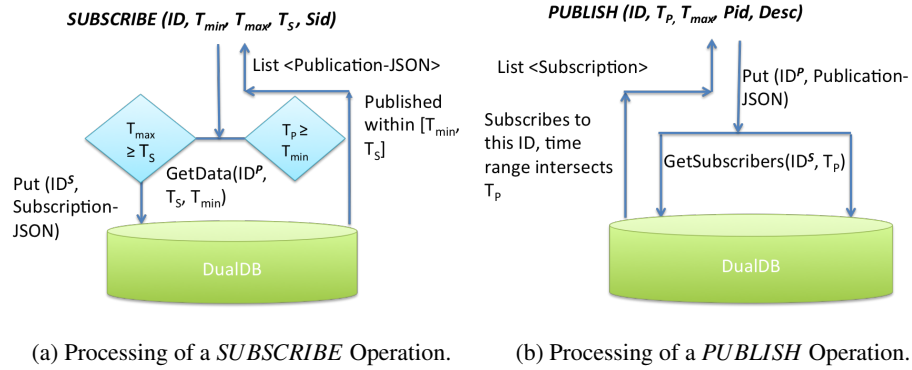 SUBSCRIBE (ID, Tmin, Tmax, TS, Sid)
List <Publication-JSON>
Tmax
≥ TS
TP ≥
Tmin
Published
within [Tmin,
TS]
GetData(IDP,
TS, Tmin)
Put (IDS,
Subscription-
JSON)
DualDB
(a) Processing of a SUBSCRIBE Operation.
PUBLISH (ID, TP, Tmax, Pid, Desc)
List <Subscription>
Put (IDP, Publication-
JSON)
Subscribes to
this ID, time
range intersects
TP
GetSubscribers(IDS, TP)
DualDB
(b) Processing of a PUBLISH Operation.